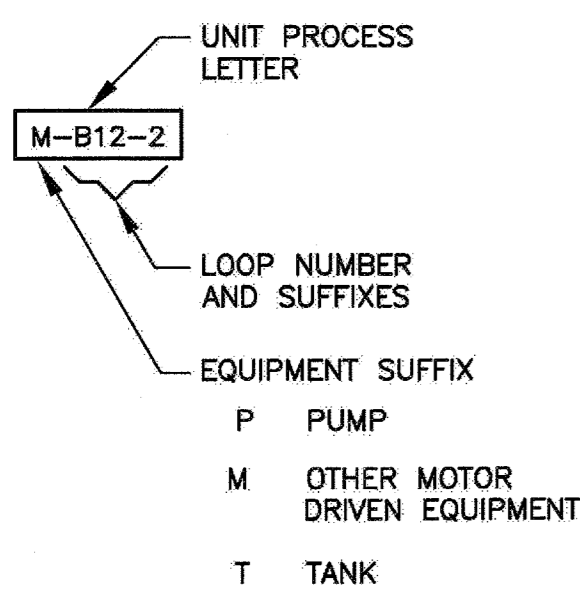 UNIT PROCESS
LETTER
M-B12-2
LOOP NUMBER
AND SUFFIXES
EQUIPMENT SUFFIX
P PUMP
M OTHER MOTOR
DRIVEN EQUIPMENT
T TANK